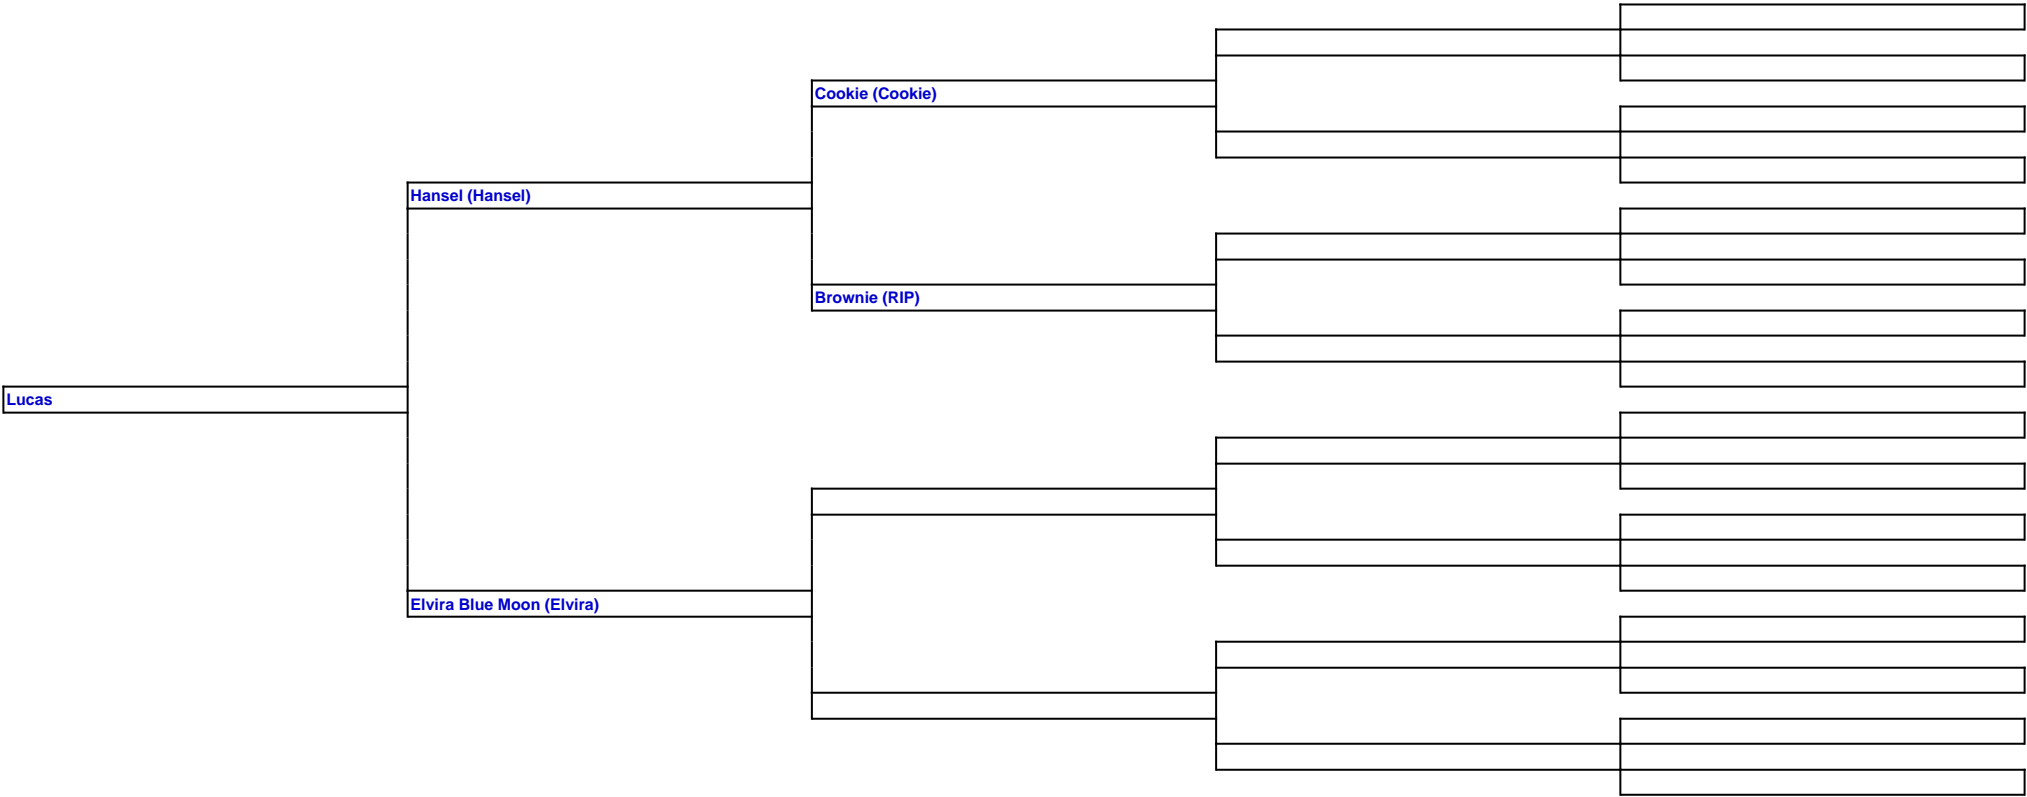 Cookie (Cookie)
Hansel (Hansel)
Brownie (RIP)
Lucas
Elvira Blue Moon (Elvira)